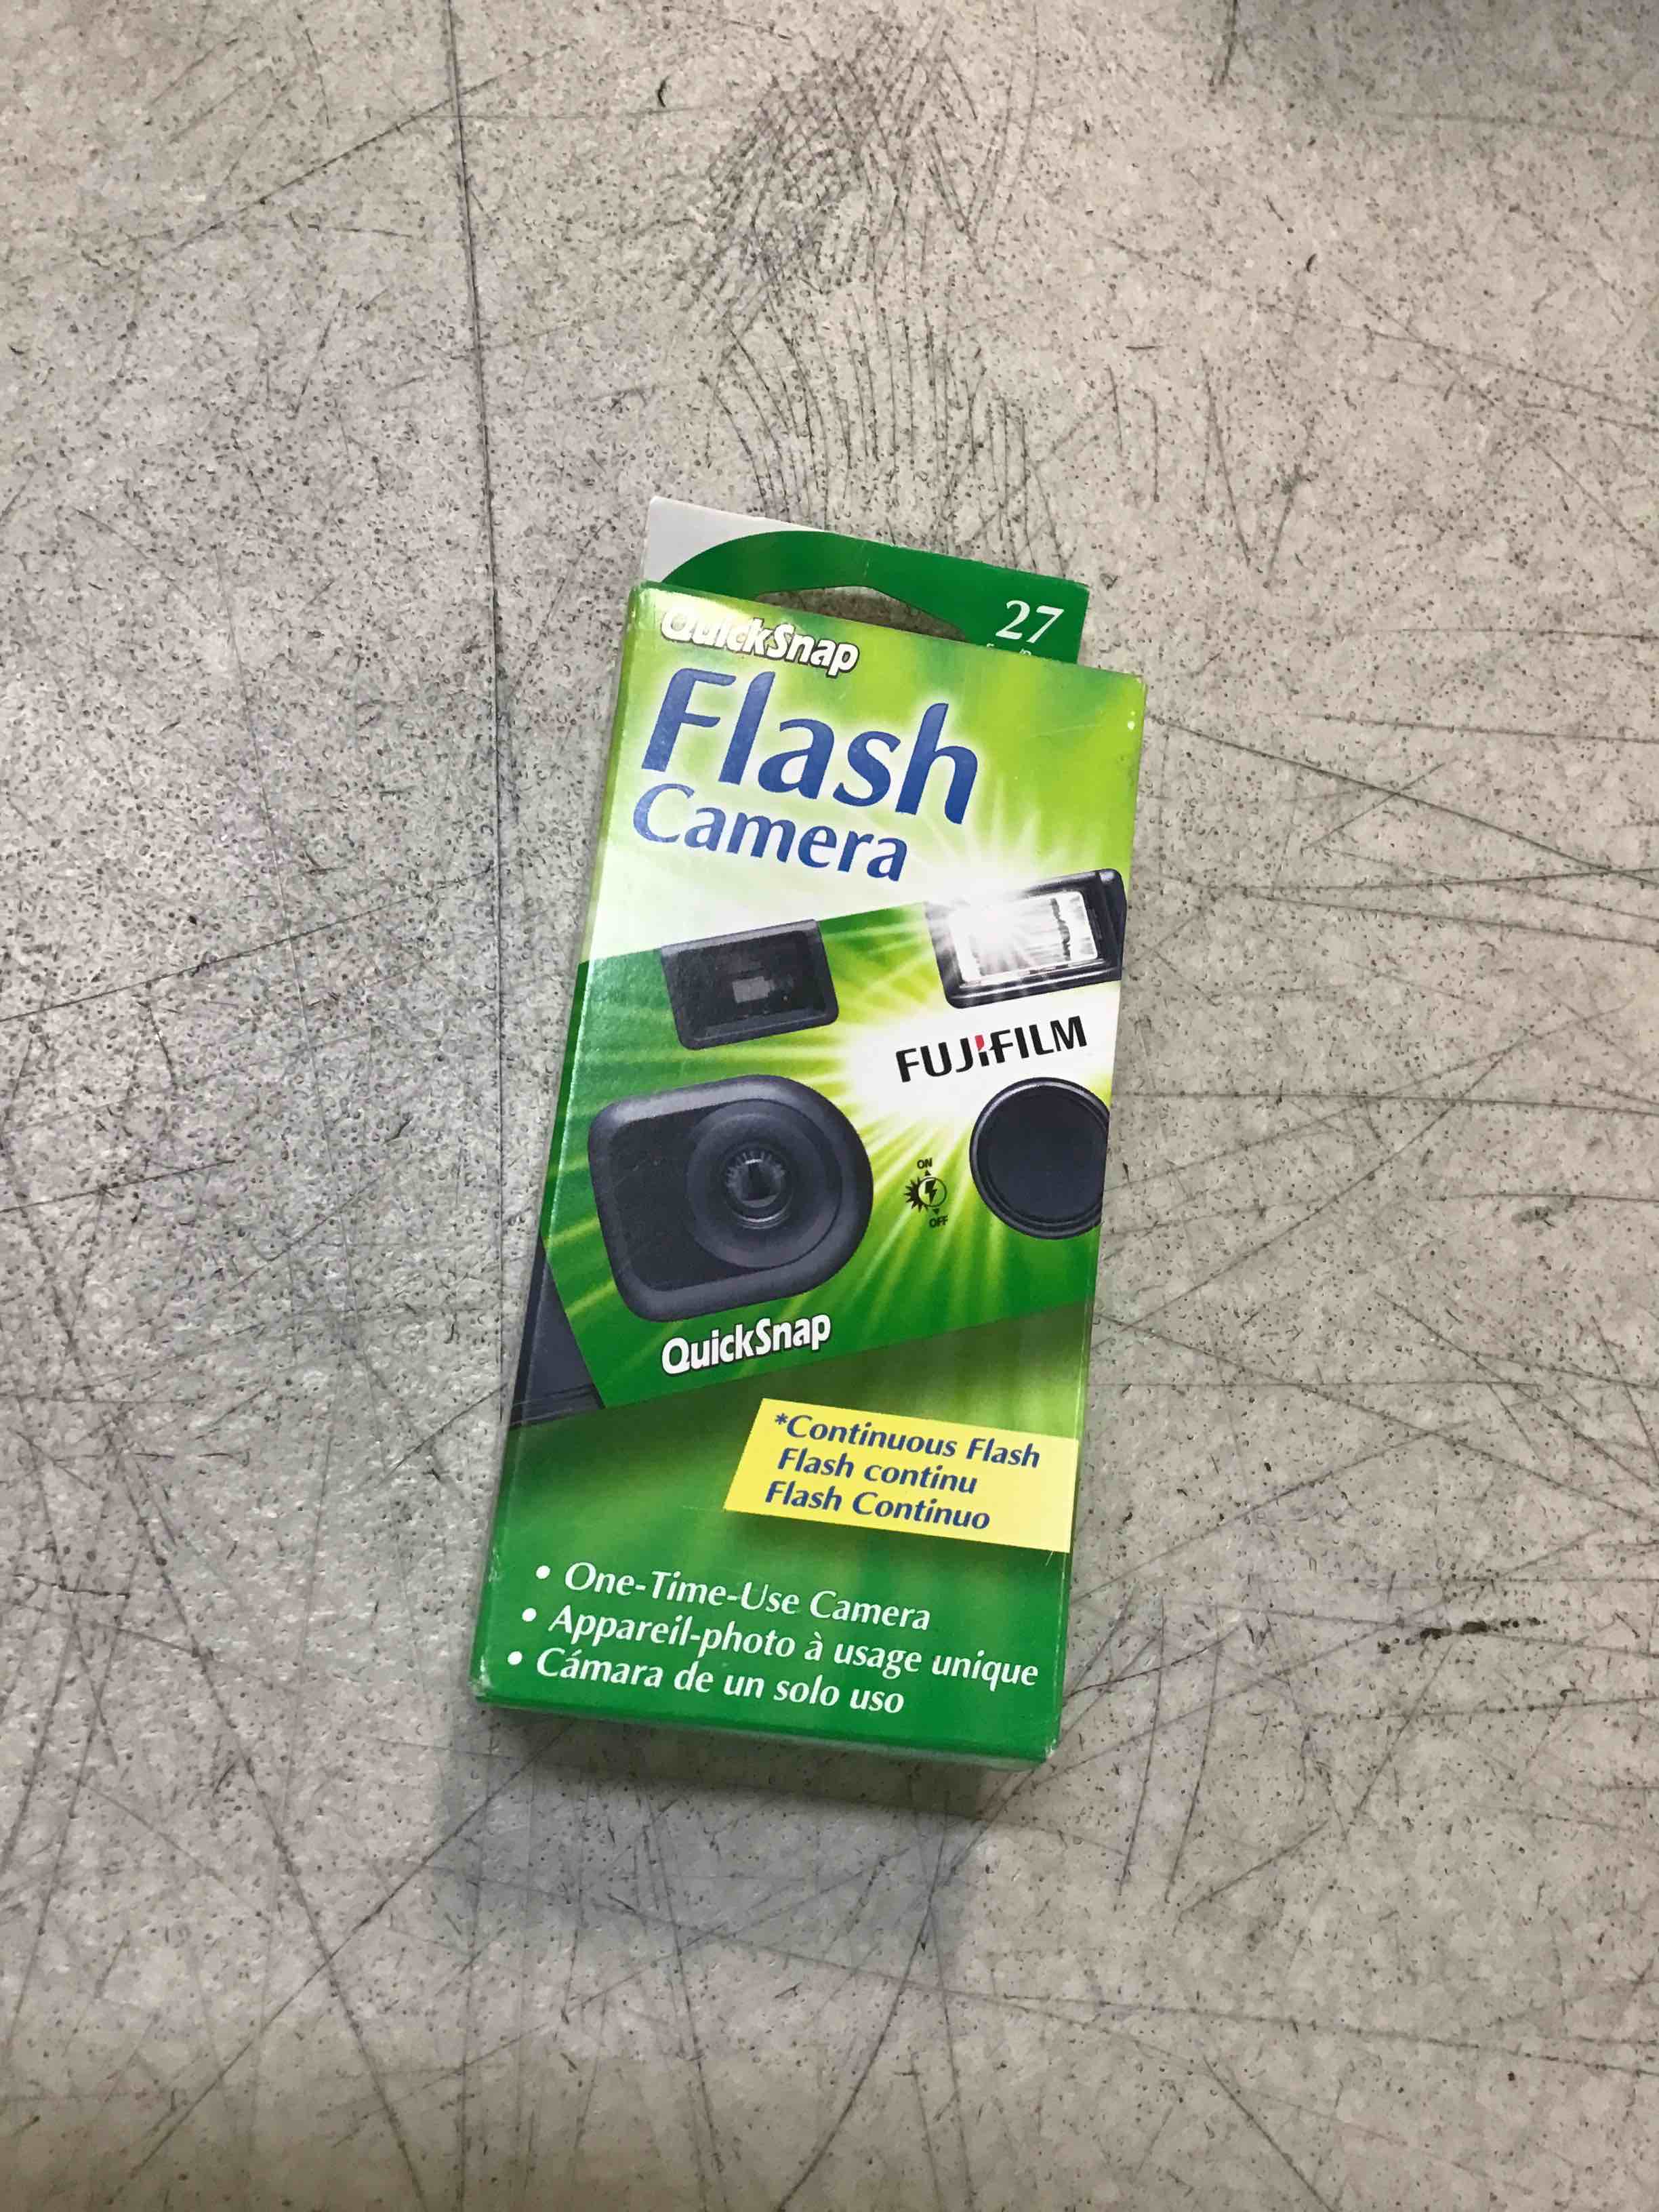 27
QuickSnap
Flash
Camera
FUJIFILM
ON
OFF
QuickSnap
*Continuous Flash
Flash continu
Flash Continuo
• One-Time-Use Camera
• Appareil-photo à usage unique
• Cámara de un solo uso